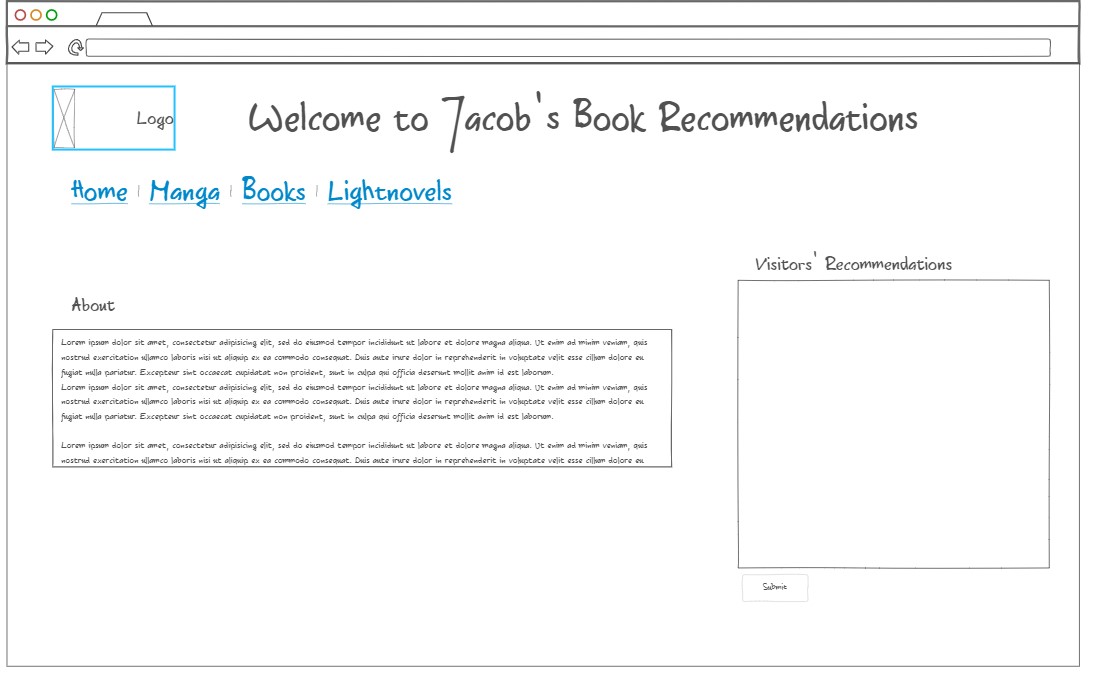 Logo
Welcome to Jacob's Book Recommendations
Home | Manga | Books | Lightnovels
Visitors' Recommendations
About
Lorem ipsum dolor sit amet, consectetur adipisicing elit, sed do eiusmod tempor incididunt ut labore et dolore magna aliqua. Ut enim ad minim veniam, quis
nostrud exercitation ullamco laboris nisi ut aliquip ex ea commodo consequat. Duis aute irure dolor in reprehenderit in voluptate velit esse cillum dolore eu
fugiat nulla pariatur. Excepteur sint occaecat cupidatat non proident, sunt in culpa qui officia deserunt mollit anim id est laborum.
Lorem ipsum dolor sit amet, consectetur adipisicing elit, sed do eiusmod tempor incididunt ut labore et dolore magna aliqua. Ut enim ad minim veniam, quis
nostrud exercitation ullamco laboris nisi ut aliquip ex ea commodo consequat. Duis aute irure dolor in reprehenderit in voluptate velit esse cillum dolore eu
fugiat nulla pariatur. Excepteur sint occaecat cupidatat non proident, sunt in culpa qui officia deserunt mollit anim id est laborum.
Lorem ipsum dolor sit amet, consectetur adipisicing elit, sed do eiusmod tempor incididunt ut labore et dolore magna aliqua. Ut enim ad minim veniam, quis
nostrud exercitation ullamco laboris nisi ut aliquip ex ea commodo consequat. Duis aute irure dolor in reprehenderit in voluptate velit esse cillum dolore eu
Submit